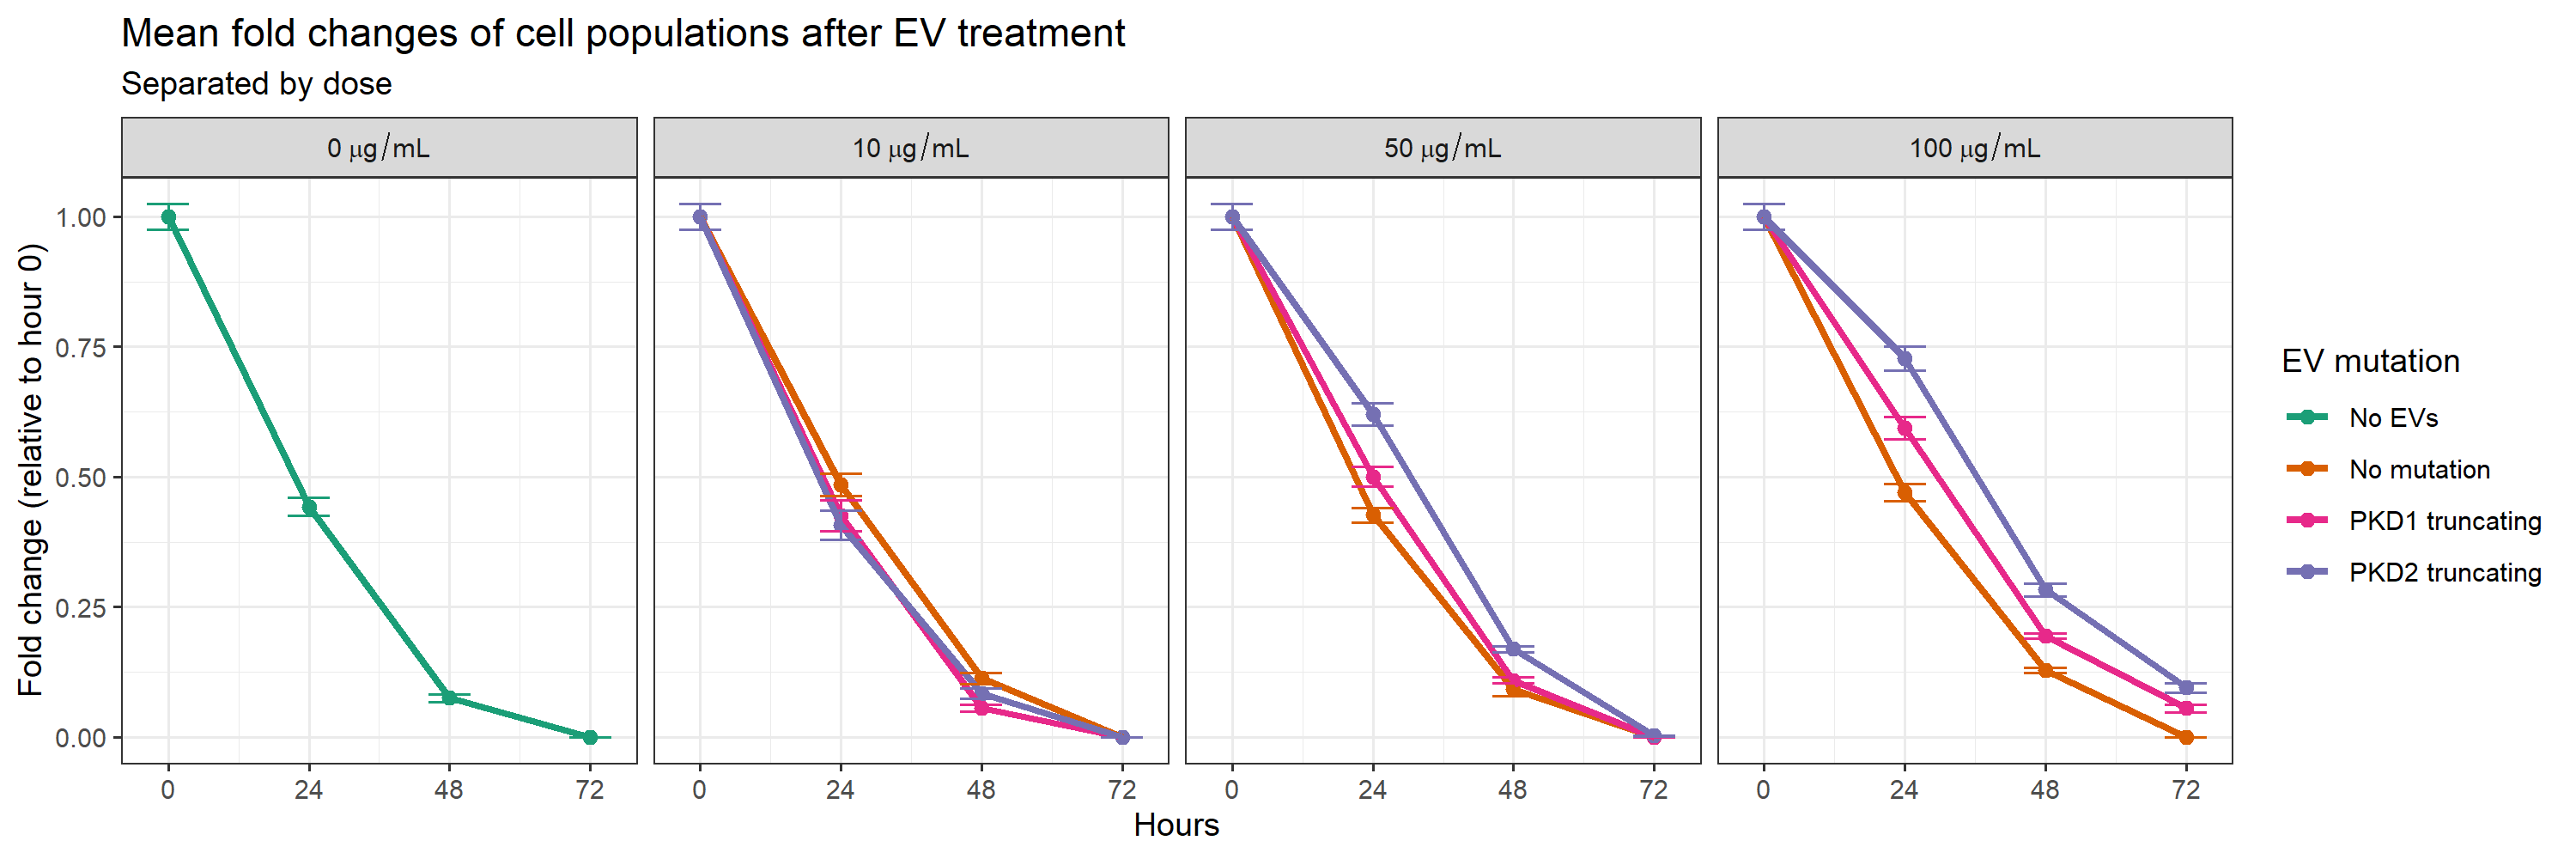 Mean fold changes of cell populations after EV treatment
Separated by dose
0 μg/mL
10 μg/mL
50 μg/mL
100 μg/mL
Fold change (relative to hour 0)
1.00
0.75
0.50
0.25
0.00
0 24 48 72
0 24 48 72
0 24 48 72
0 24 48 72
Hours
EV mutation
No EVs
No mutation
PKD1 truncating
PKD2 truncating